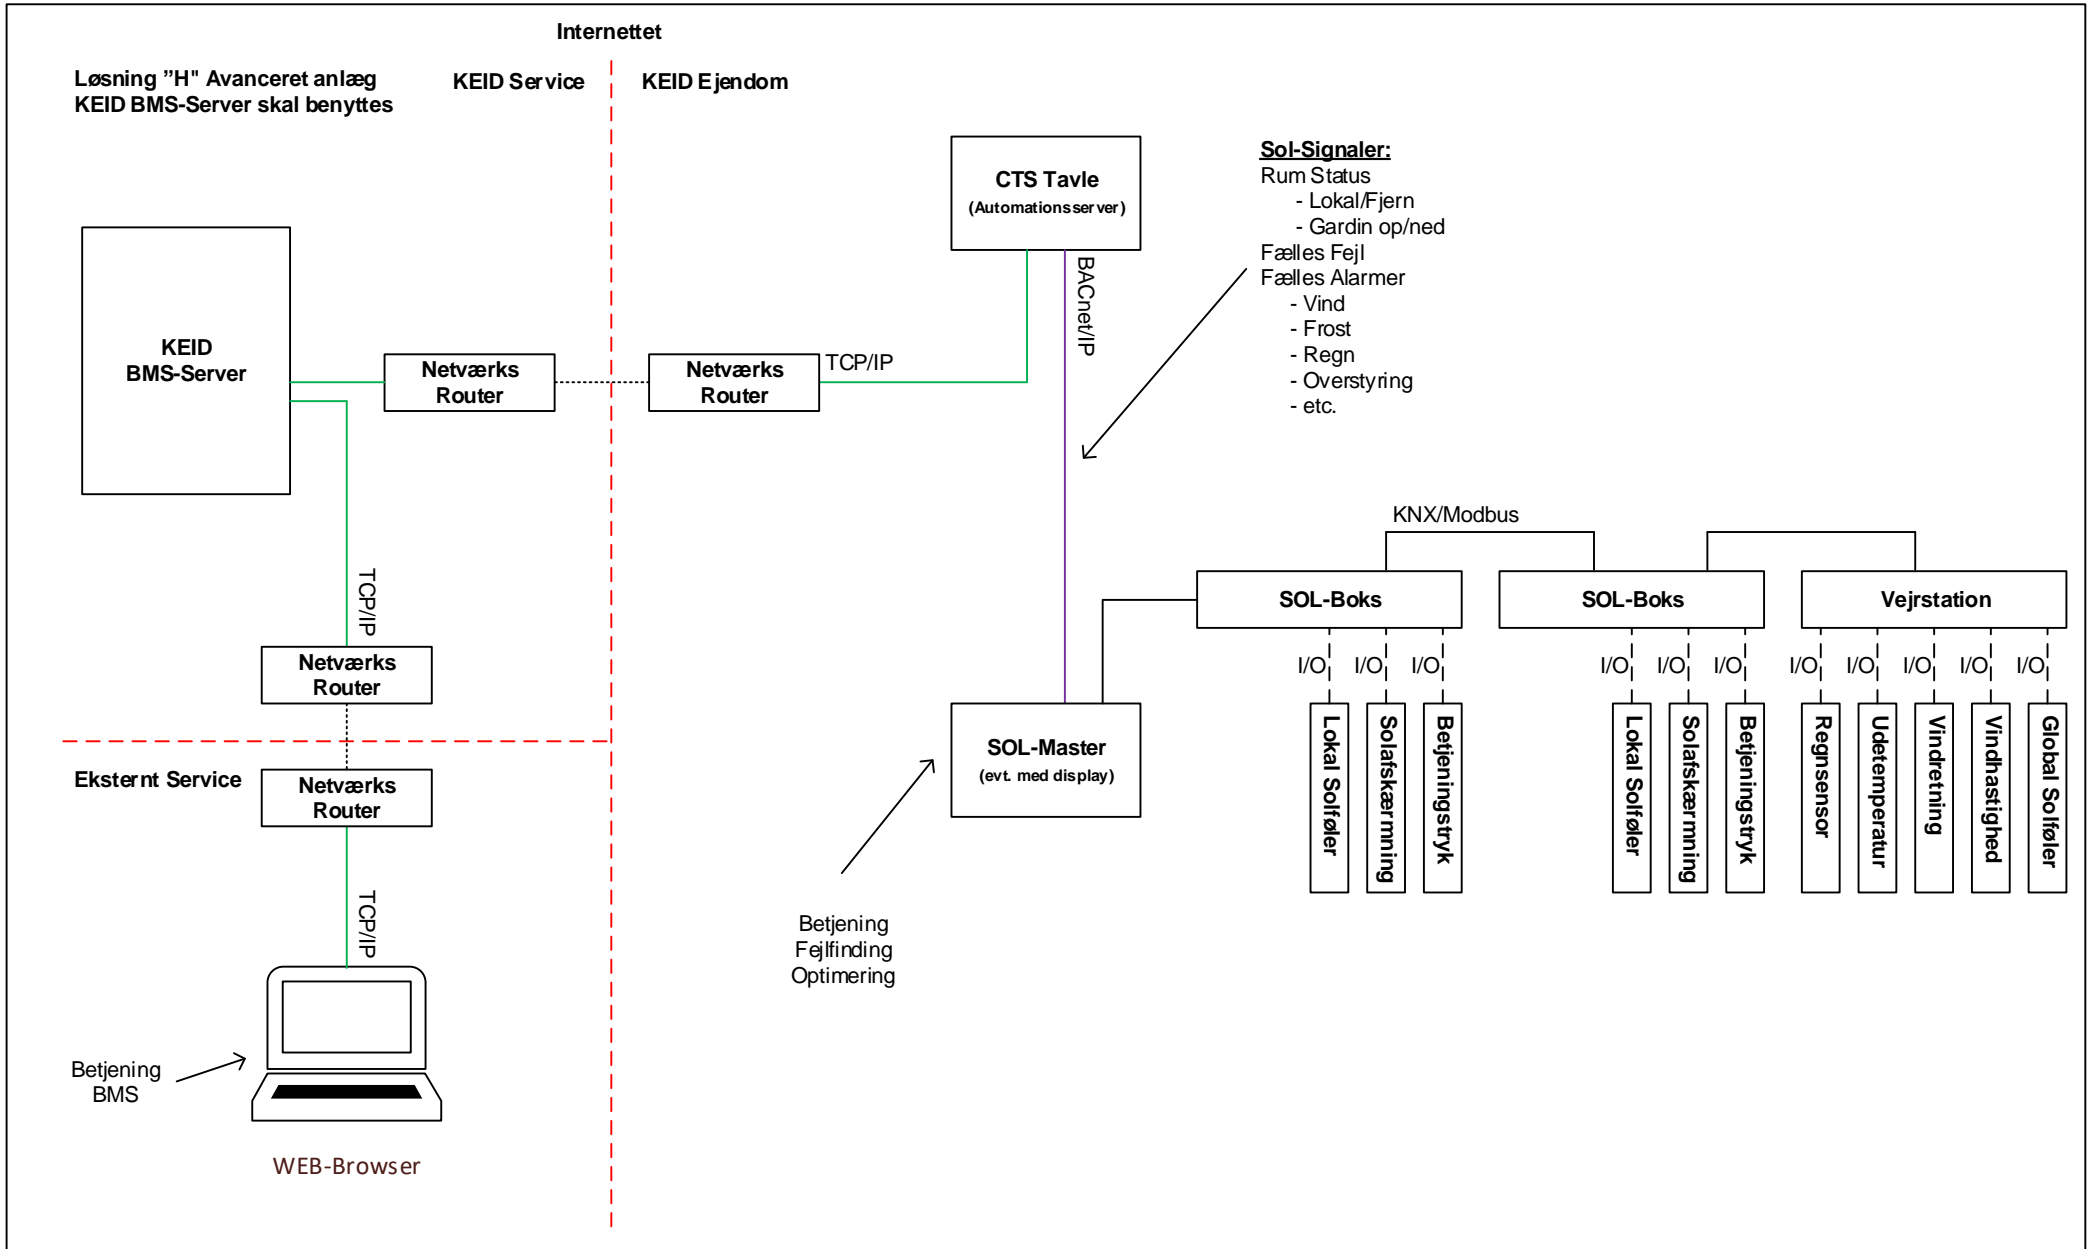 Internettet
Løsning ”H" Avanceret anlæg
KEID BMS-Server skal benyttes
KEID Service
KEID Ejendom
CTS Tavle
(Automationsserver)
Sol-Signaler:
Rum Status
- Lokal/Fjern
- Gardin op/ned
Fælles Fejl
Fælles Alarmer
- Vind
- Frost
- Regn
- Overstyring
- etc.
BACnet/IP
KEID
BMS-Server
Netværks
Router
Netværks
Router
TCP/IP
KNX/Modbus
TCP/IP
SOL-Boks
SOL-Boks
Vejrstation
I/O
I/O
I/O
I/O
I/O
I/O
I/O
I/O
I/O
I/O
I/O
Netværks
Router
Lokal Solføler
Solafskærmning
Betjeningstryk
Lokal Solføler
Solafskærmning
Betjeningstryk
Regnsensor
Udetemperatur
Vindretning
Vindhastighed
Global Solføler
SOL-Master
(evt. med display)
Eksternt Service
Netværks
Router
TCP/IP
Betjening
Fejlfinding
Optimering
Betjening
BMS
WEB-Browser